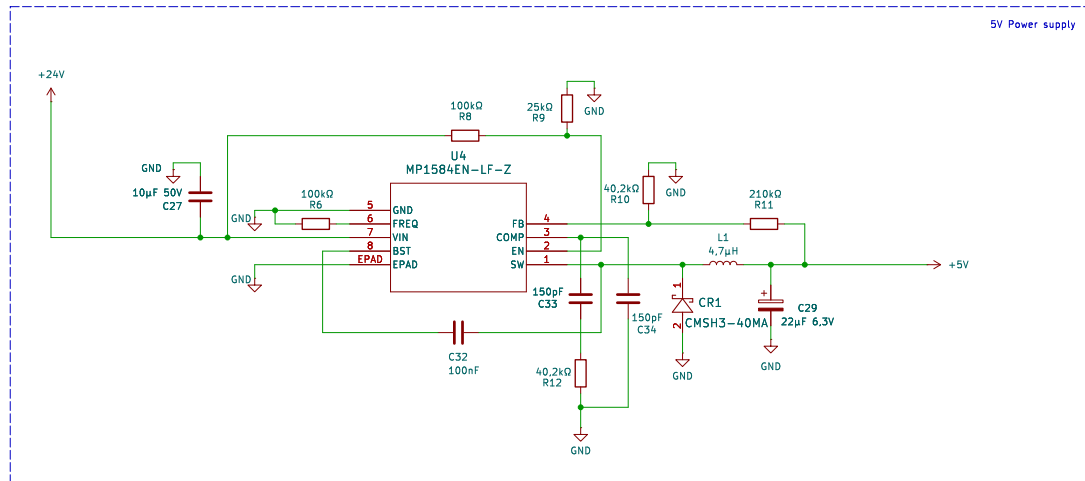 5V Power supply
+24V
100kΩ
R8
25kΩ
R9
GND
U4
MP1584EN-LF-Z
GND
10µF 50V
C27
100kΩ
R6
GND
5
GND
6
FREQ
7
VIN
8
BST
EPAD
EPAD
GND
FB
4
COMP
3
EN
2
SW
1
40,2kΩ
R10
GND
210kΩ
R11
L1
4,7µH
+5V
150pF
C33
150pF
C34
1
2
CR1
CMSH3-40MA
GND
C29
22µF 6,3V
GND
C32
100nF
40,2kΩ
R12
GND
+